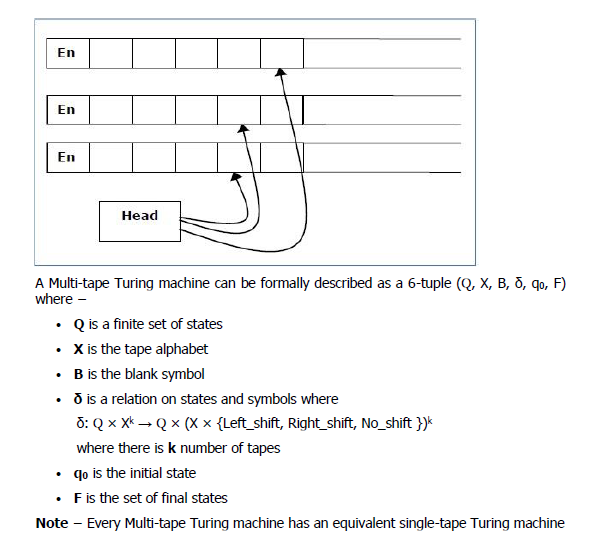 En
En
En
Head
A Multi-tape Turing machine can be formally described as a 6-tuple (Q, X, B, δ, q₀, F)
where −
• Q is a finite set of states
• X is the tape alphabet
• B is the blank symbol
• δ is a relation on states and symbols where
δ: Q × Xᵏ → Q × (X × {Left_shift, Right_shift, No_shift })ᵏ
where there is k number of tapes
• q₀ is the initial state
• F is the set of final states
Note − Every Multi-tape Turing machine has an equivalent single-tape Turing machine